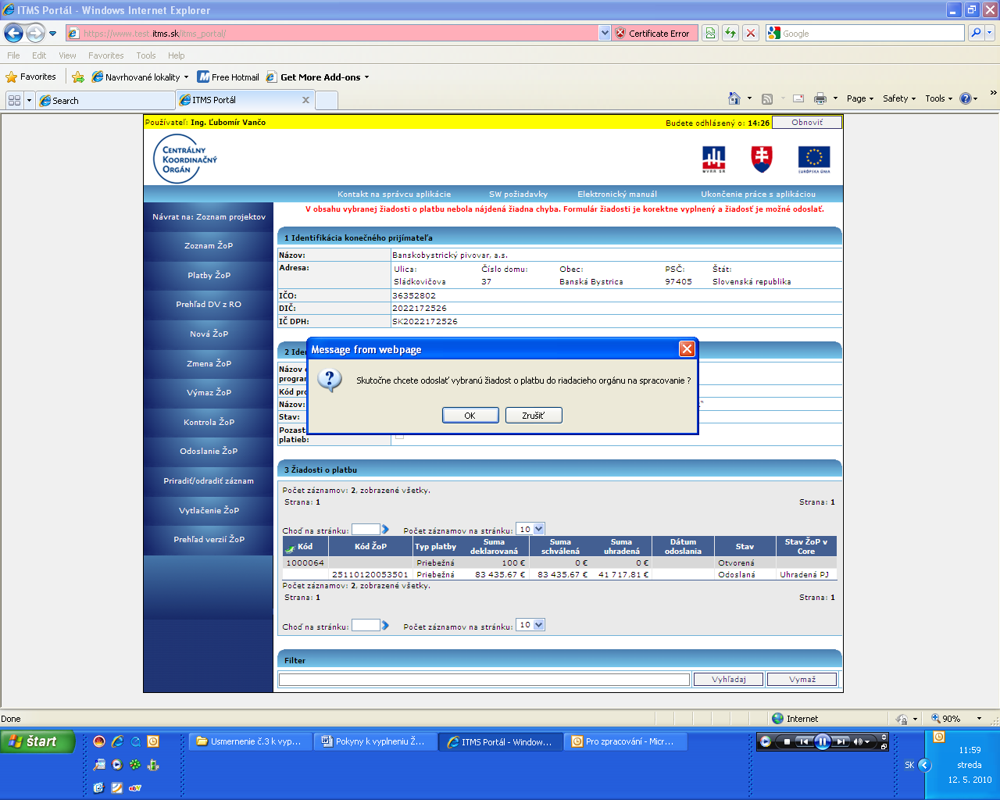 ITMS Portál - Windows Internet Explorer
https://www.test.itms.sk/itms_portal/
Certificate Error
Google
File Edit View Favorites Tools Help
Favorites
Navrhované lokality
Free Hotmail
Get More Add-ons
Search
ITMS Portál
Page
Safety
Tools
Používateľ: Ing. Ľubomír Vančo
Budete odhlásený o: 14:26
Obnoviť
CENTRÁLNY
KOORDINAČNÝ
ORGÁN
MVRR SR
EURÓPSKA ÚNIA
Kontakt na správcu aplikácie
SW požiadavky
Elektronický manuál
Ukončenie práce s aplikáciou
Návrat na: Zoznam projektov
Zoznam ŽoP
Platby ŽoP
Prehľad DV z RO
Nová ŽoP
Zmena ŽoP
Výmaz ŽoP
Kontrola ŽoP
Odoslanie ŽoP
Priradiť/odradiť záznam
Vytlačenie ŽoP
Prehľad verzií ŽoP
V obsahu vybranej žiadosti o platbu nebola nájdená žiadna chyba. Formulár žiadosti je korektne vyplnený a žiadosť je možné odoslať.
1 Identifikácia konečného prijímateľa
Názov: Banskobystrický pivovar, a.s.
Adresa: Ulica: Číslo domu: Obec: PSČ: Štát:
Sládkovičova 37 Banská Bystrica 97405 Slovenská republika
IČO: 36352802
DIČ: 2022172526
IČ DPH: SK2022172526
2 Iden
Názov o
program
Kód pro
Názov:
Stav:
Pozast
platieb:
Message from webpage
Skutočne chcete odoslať vybranú žiadost o platbu do riadacieho orgánu na spracovanie ?
OK
Zrušiť
3 Žiadosti o platbu
Počet záznamov: 2, zobrazené všetky.
Strana: 1 Strana: 1
Choď na stránku: Počet záznamov na stránku: 10
Kód Kód ŽoP Typ platby Suma deklarovaná Suma schválená Suma uhradená Dátum odoslania Stav Stav ŽoP v Core
1000064 Priebežná 100 € 0 € 0 € Otvorená
25110120053501 Priebežná 83 435,67 € 83 435,67 € 41 717,81 € Odoslaná Uhradená PJ
Počet záznamov: 2, zobrazené všetky.
Strana: 1 Strana: 1
Choď na stránku: Počet záznamov na stránku: 10
Filter
Vyhľadaj
Vymaž
Done
Internet
90%
štart
Usmernenie č.3 k vyp...
Pokyny k vyplneniu Ž...
ITMS Portál - Window...
Pro zpracování - Micr...
SK
11:59
streda
12. 5. 2010